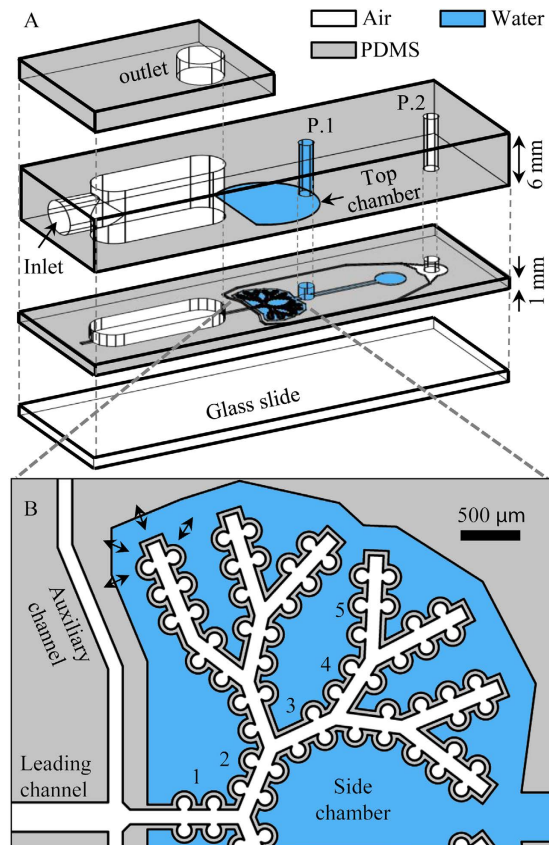 A
Air
Water
PDMS
outlet
P.1
P.2
6 mm
Top
chamber
Inlet
1 mm
Glass slide
B
500 μm
Auxiliary
channel
5
4
3
2
1
Leading
channel
Side
chamber